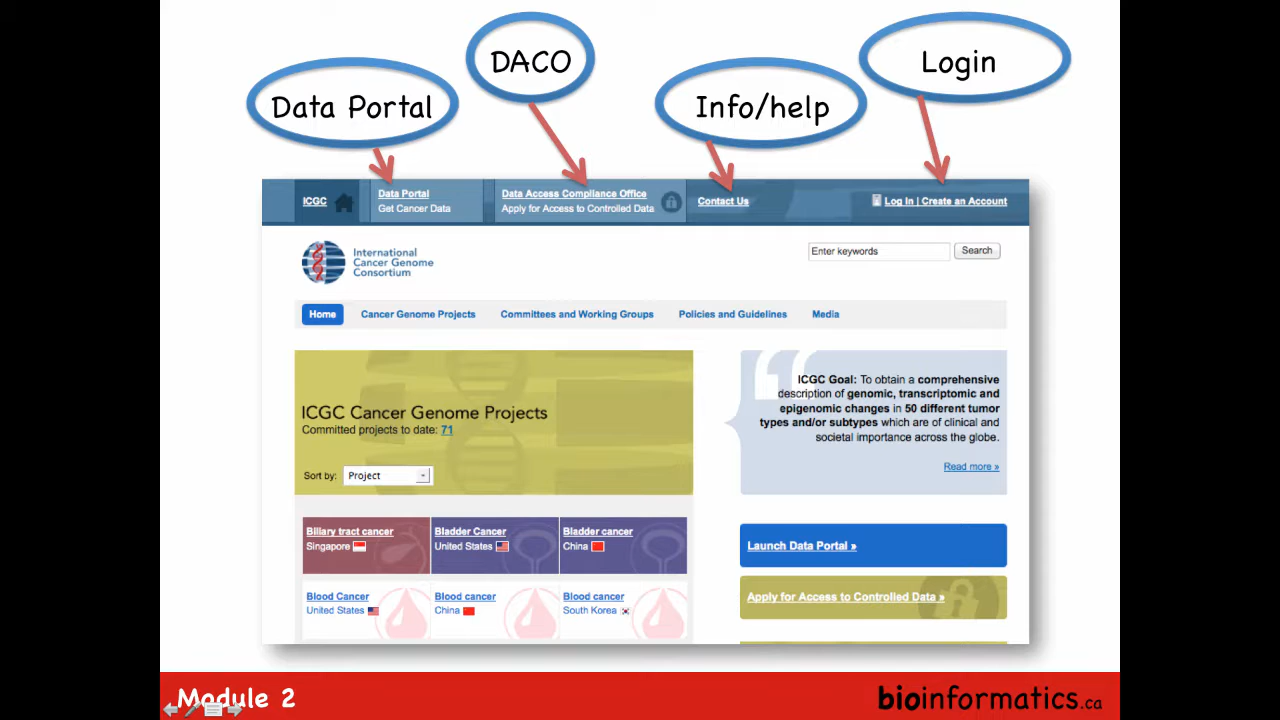 DACO
Login
Data Portal
Info/help
ICGC
Data Portal
Get Cancer Data
Data Access Compliance Office
Apply for Access to Controlled Data
Contact Us
Log In | Create an Account
International
Cancer Genome
Consortium
Enter keywords
Search
Home
Cancer Genome Projects
Committees and Working Groups
Policies and Guidelines
Media
ICGC Cancer Genome Projects
Committed projects to date: 71
Sort by: Project
ICGC Goal: To obtain a comprehensive
description of genomic, transcriptomic and
epigenomic changes in 50 different tumor
types and/or subtypes which are of clinical and
societal importance across the globe.
Read more »
Biliary tract cancer
Singapore
Bladder Cancer
United States
Bladder cancer
China
Blood Cancer
United States
Blood cancer
China
Blood cancer
South Korea
Launch Data Portal »
Apply for Access to Controlled Data »
Module 2
bioinformatics.ca